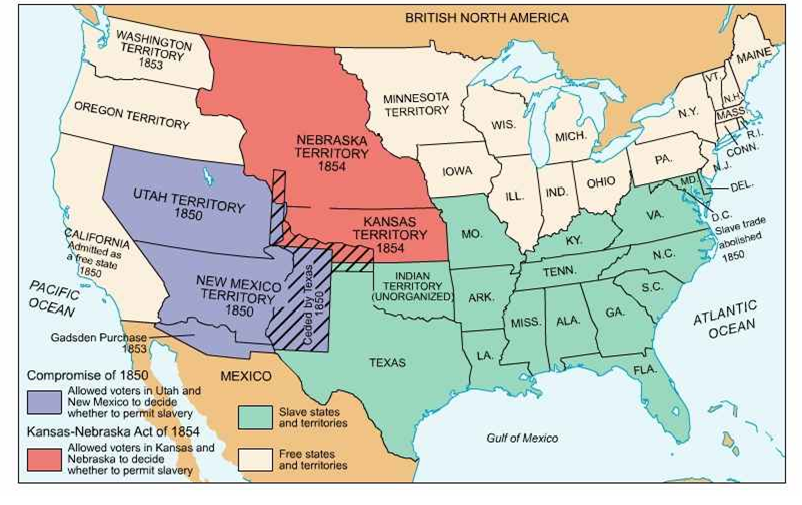 BRITISH NORTH AMERICA
WASHINGTON
TERRITORY
1853
OREGON TERRITORY
NEBRASKA
TERRITORY
1854
MINNESOTA
TERRITORY
WIS.
MICH.
IOWA
ILL.
IND.
OHIO
PA.
N.Y.
VT.
N.H.
MAINE
MASS.
R.I.
CONN.
N.J.
DEL.
MD.
D.C.
Slave trade
abolished
1850
UTAH TERRITORY
1850
KANSAS
TERRITORY
1854
MO.
KY.
VA.
N.C.
TENN.
S.C.
CALIFORNIA
Admitted as
a free state
1850
NEW MEXICO
TERRITORY
1850
Ceded by Texas
1850
INDIAN
TERRITORY
(UNORGANIZED)
ARK.
MISS.
ALA.
GA.
LA.
FLA.
TEXAS
PACIFIC
OCEAN
ATLANTIC
OCEAN
Gadsden Purchase
1853
MEXICO
Gulf of Mexico
Compromise of 1850
Allowed voters in Utah and
New Mexico to decide
whether to permit slavery
Kansas-Nebraska Act of 1854
Allowed voters in Kansas and
Nebraska to decide
whether to permit slavery
Slave states
and territories
Free states
and territories